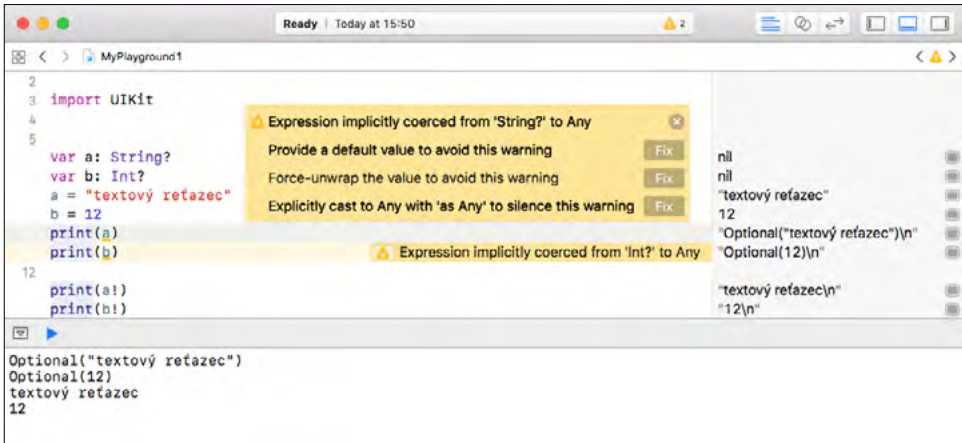 Ready | Today at 15:50
2
MyPlayground1
2
3 import UIKit
4
5
Expression implicitly coerced from 'String?' to Any
Provide a default value to avoid this warning Fix
Force-unwrap the value to avoid this warning Fix
Explicitly cast to Any with 'as Any' to silence this warning Fix
var a: String? nil
var b: Int? nil
a = "textový reťazec" "textový reťazec"
b = 12 12
print(a) "Optional("textový reťazec")\n"
print(b) Expression implicitly coerced from 'Int?' to Any "Optional(12)\n"
12
print(a!) "textový reťazec\n"
print(b!) "12\n"
Optional("textový reťazec")
Optional(12)
textový reťazec
12